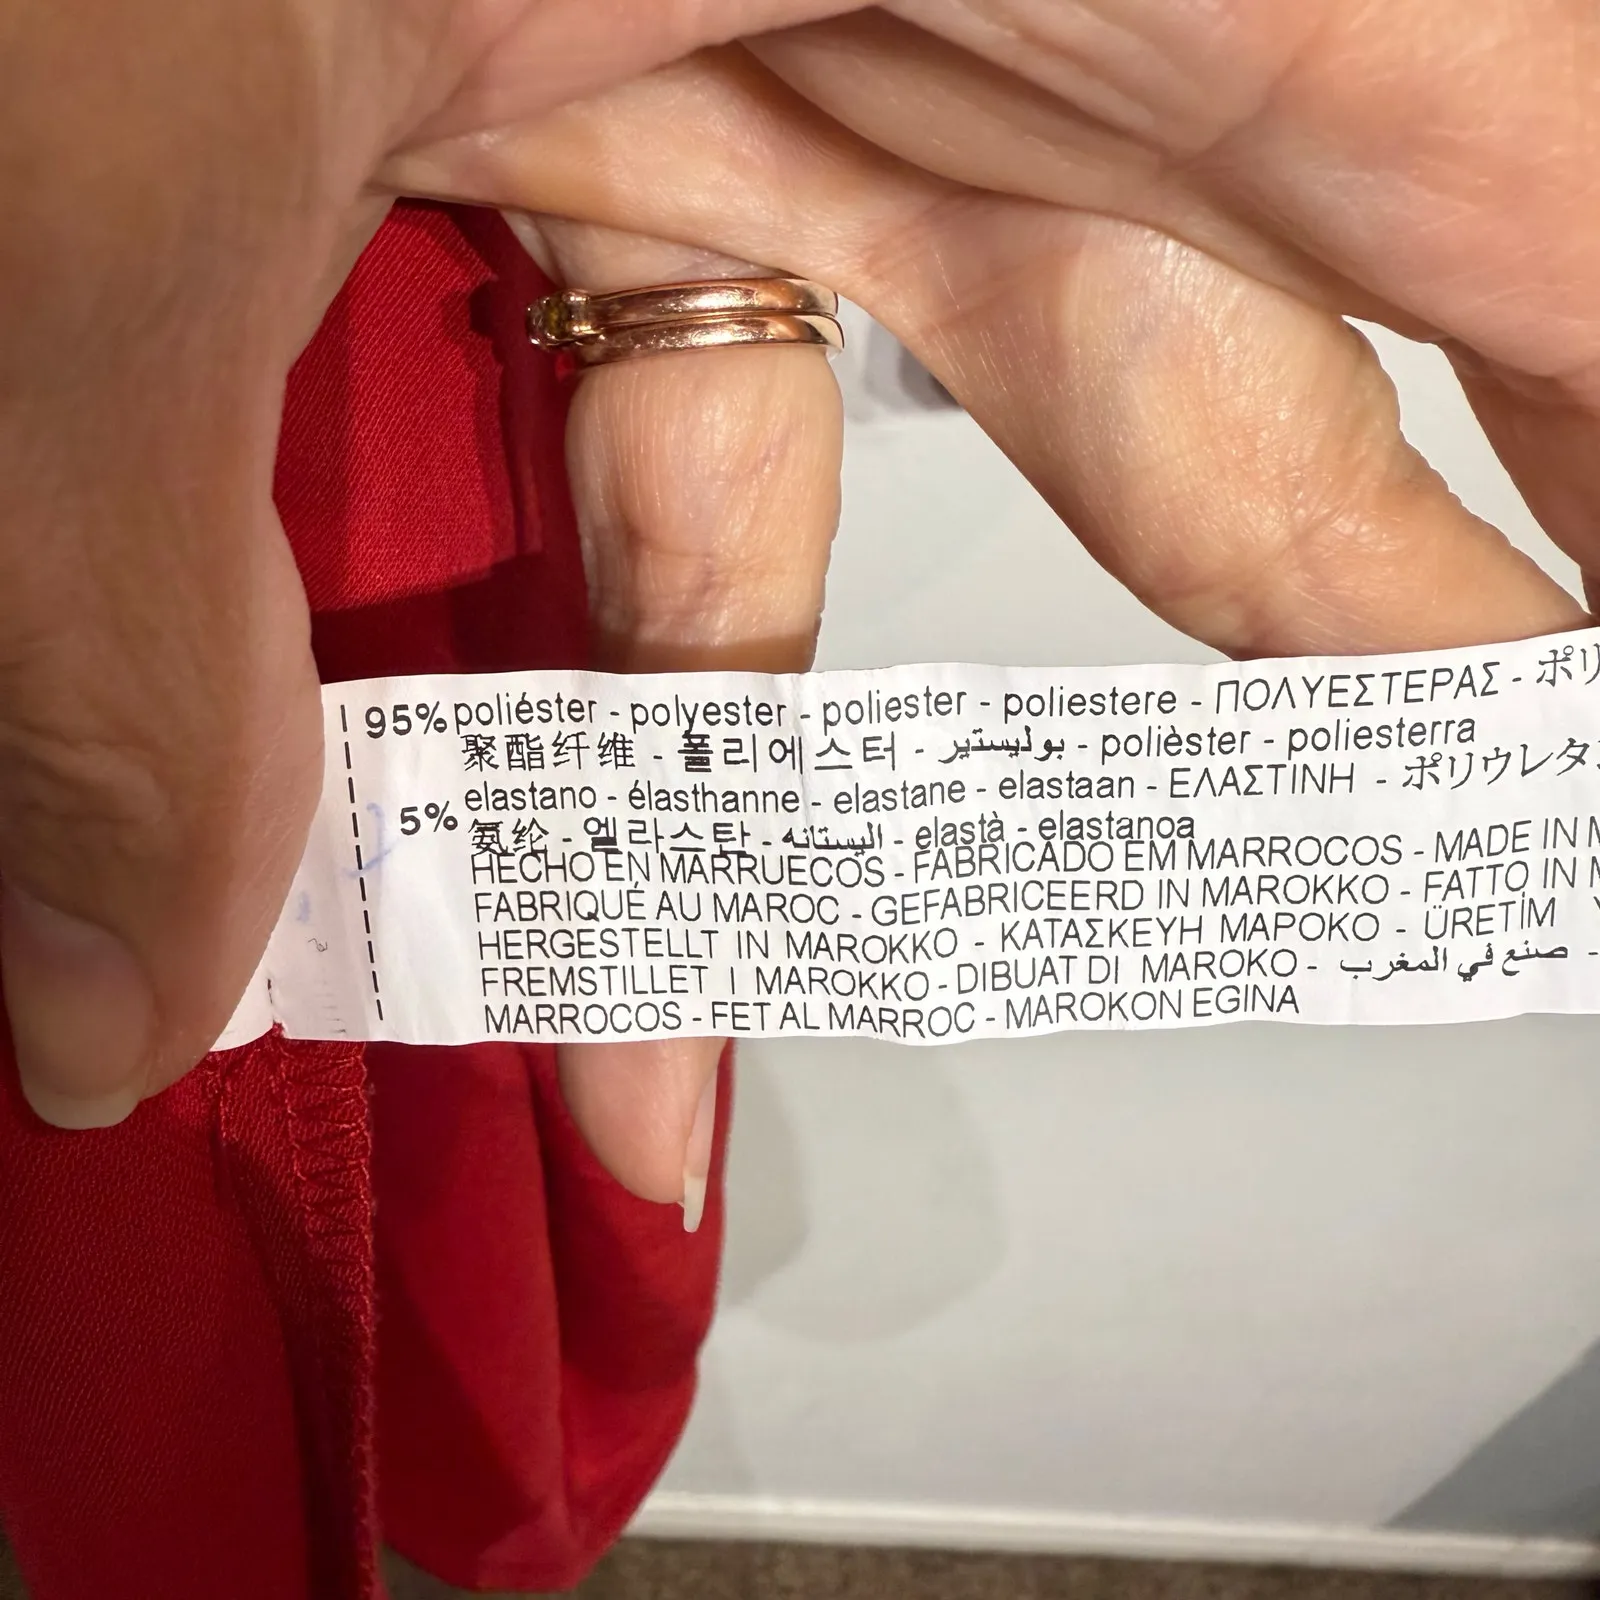 95% poliéster - polyester - poliester - poliestere - ΠΟΛΥΕΣΤΕΡΑΣ - ポリ
聚酯纤维 - 폴리에스터 - بوليستير - polièster - poliesterra
5% elastano - élasthanne - elastane - elastaan - ΕΛΑΣΤΙΝΗ - ポリウレタ
氨纶 - 엘라스탄 - اليستانه - elastà - elastanoa
HECHO EN MARRUECOS - FABRICADO EM MARROCOS - MADE IN
FABRIQUÉ AU MAROC - GEFABRICEERD IN MAROKKO - FATTO IN
HERGESTELLT IN MAROKKO - ΚΑΤΑΣΚΕΥΗ ΜΑΡΟΚΟ - ÜRETİM
FREMSTILLET I MAROKKO - DIBUAT DI MAROKO - صنع في المغرب -
MARROCOS - FET AL MARROC - MAROKON EGINA